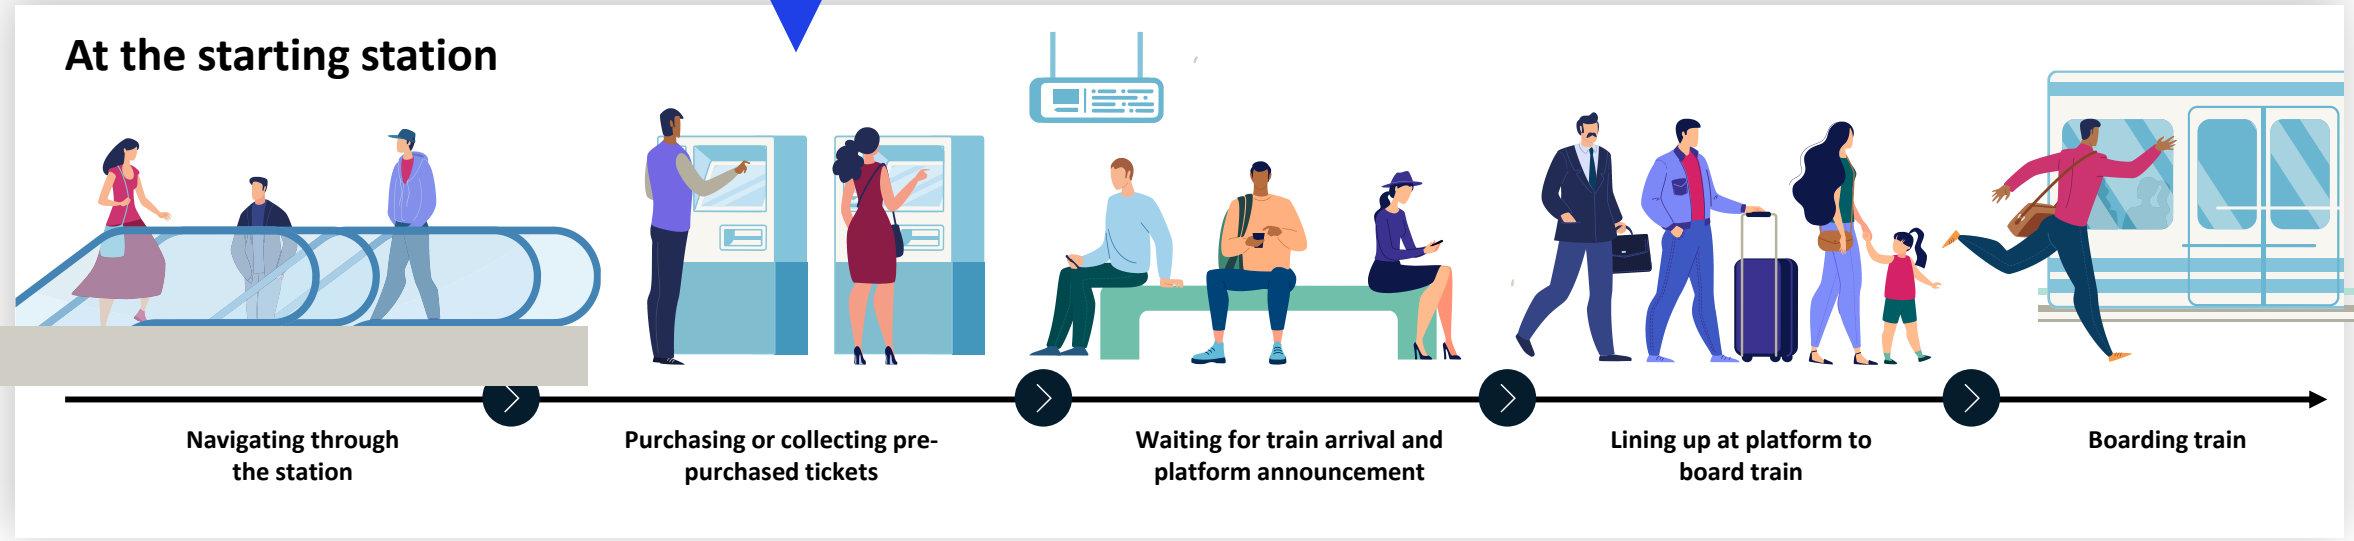 At the starting station
Navigating through
the station
Purchasing or collecting pre-
purchased tickets
Waiting for train arrival and
platform announcement
Lining up at platform to
board train
Boarding train